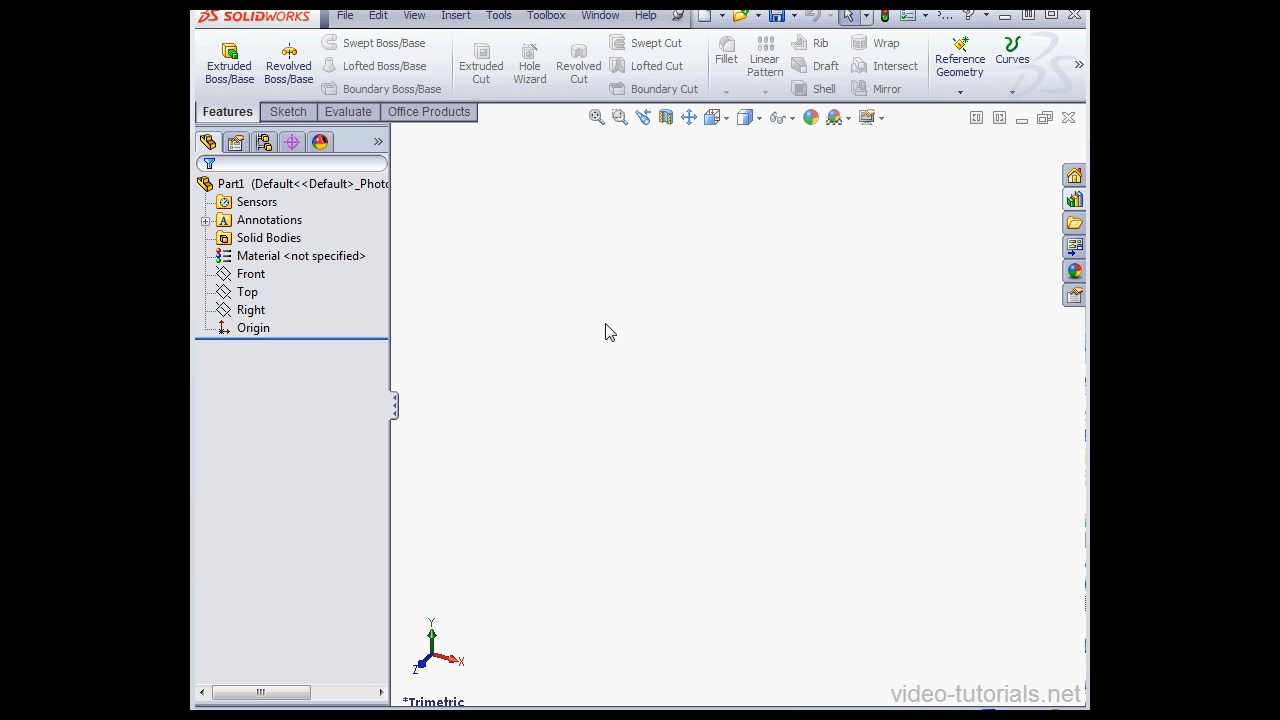 SOLIDWORKS File Edit View Insert Tools Toolbox Window Help
Extruded Boss/Base
Revolved Boss/Base
Swept Boss/Base
Lofted Boss/Base
Boundary Boss/Base
Extruded Cut
Hole Wizard
Revolved Cut
Swept Cut
Lofted Cut
Boundary Cut
Fillet
Linear Pattern
Rib
Draft
Shell
Wrap
Intersect
Mirror
Reference Geometry
Curves
Features Sketch Evaluate Office Products
Part1 (Default<<Default>_Photo
Sensors
Annotations
Solid Bodies
Material <not specified>
Front
Top
Right
Origin
Y
X
Z
*Trimetric
video-tutorials.net